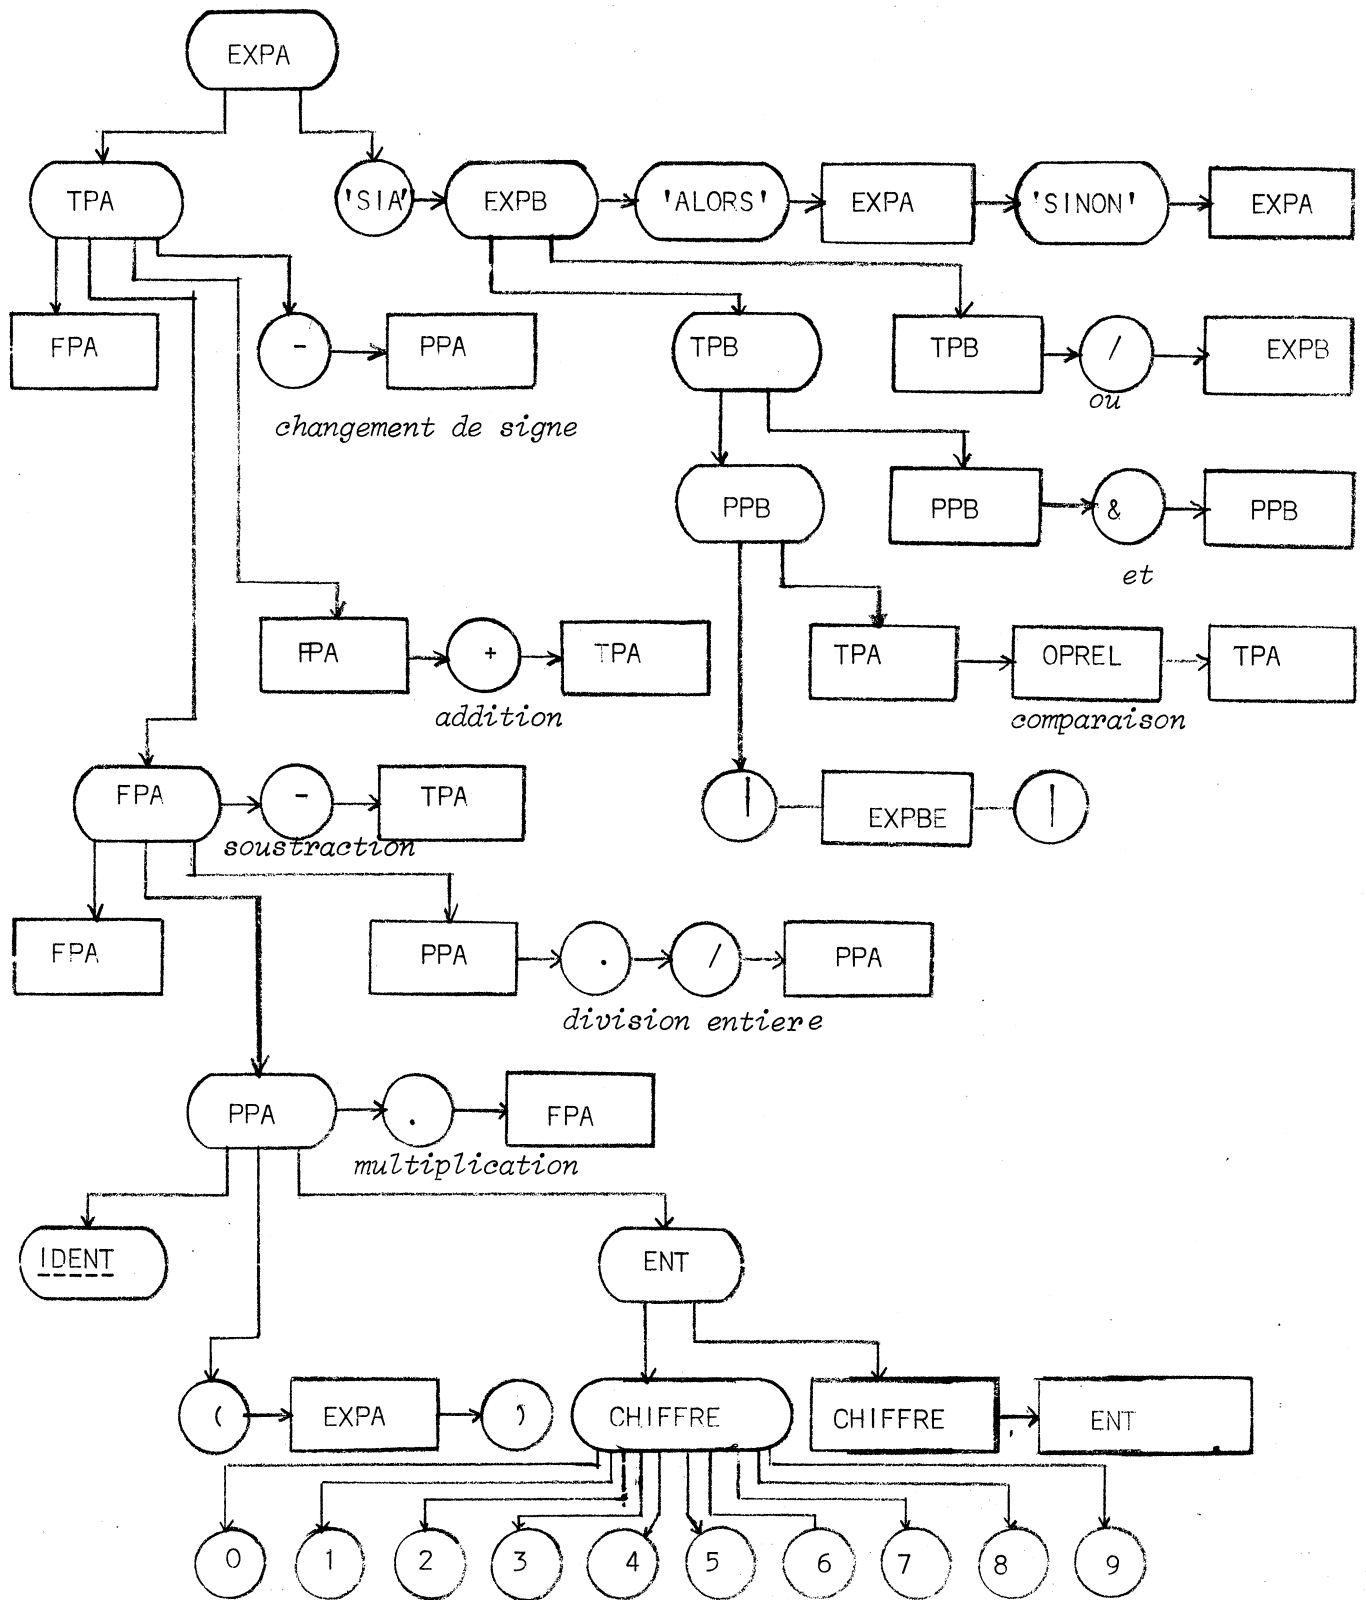 EXPA
TPA 'SIA' EXPB 'ALORS' EXPA 'SINON' EXPA
FPA - PPA TPB TPB / EXPB
ou
changement de signe
PPB PPB & PPB
et
FPA + TPA TPA OPREL TPA
addition comparaison
FPA - TPA | EXPBE |
soustraction
FPA PPA . / PPA
division entiere
PPA . FPA
multiplication
IDENT ENT
( EXPA ) CHIFFRE CHIFFRE ENT
0 1 2 3 4 5 6 7 8 9